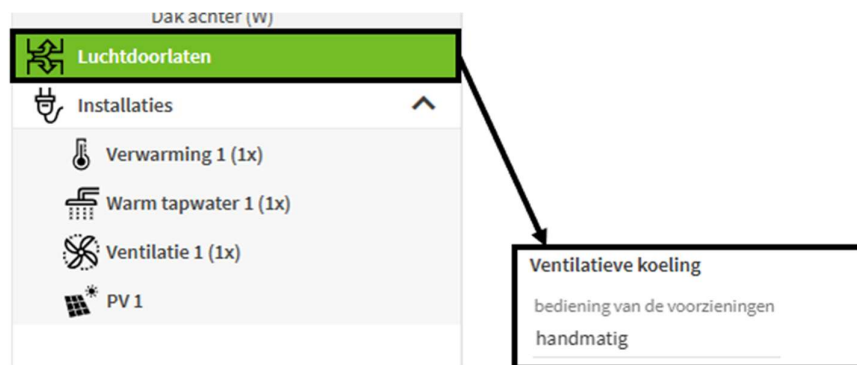 Dak achter (W)
Luchtdoorlaten
Installaties
Verwarming 1 (1x)
Warm tapwater 1 (1x)
Ventilatie 1 (1x)
PV 1
Ventilatieve koeling
bediening van de voorzieningen
handmatig